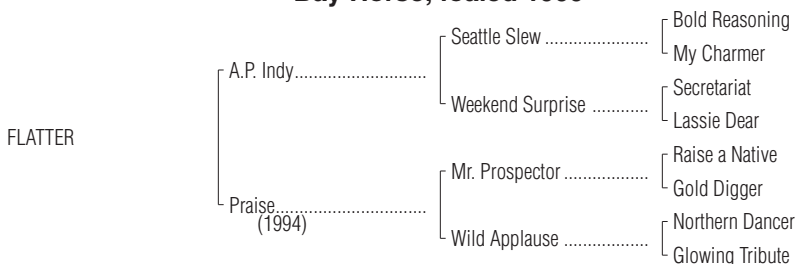 Bay Horse, foaled 1999
Bold Reasoning
Seattle Slew ......................
My Charmer
A.P. Indy............................
Secretariat
Weekend Surprise ............
Lassie Dear
FLATTER
Raise a Native
Mr. Prospector ..................
Gold Digger
Praise................................
(1994)
Northern Dancer
Wild Applause ..................
Glowing Tribute